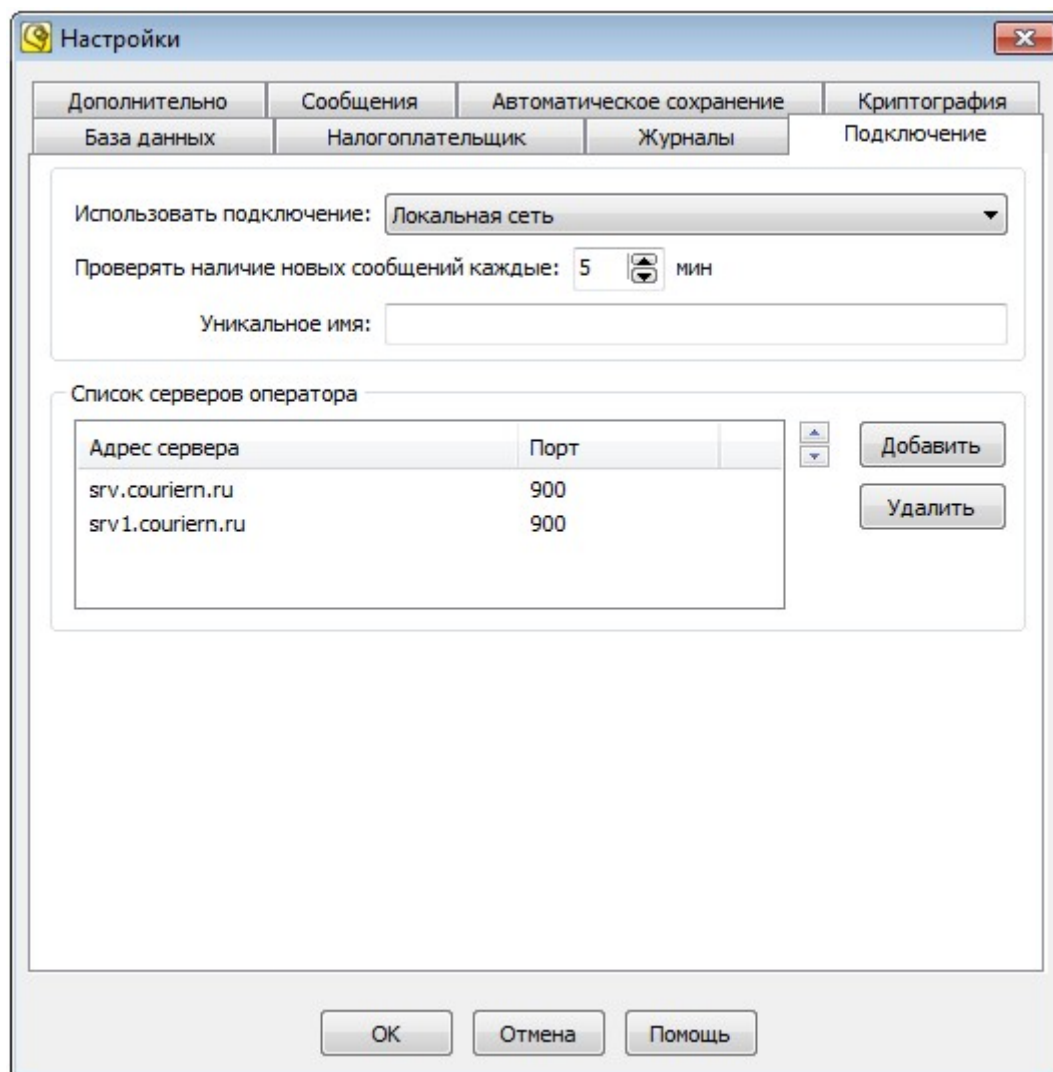 Настройки
Дополнительно Сообщения Автоматическое сохранение Криптография
База данных Налогоплательщик Журналы Подключение
Использовать подключение: Локальная сеть
Проверять наличие новых сообщений каждые: 5 мин
Уникальное имя:
Список серверов оператора
Адрес сервера Порт Добавить
srv.couriern.ru 900 Удалить
srv1.couriern.ru 900
OK Отмена Помощь